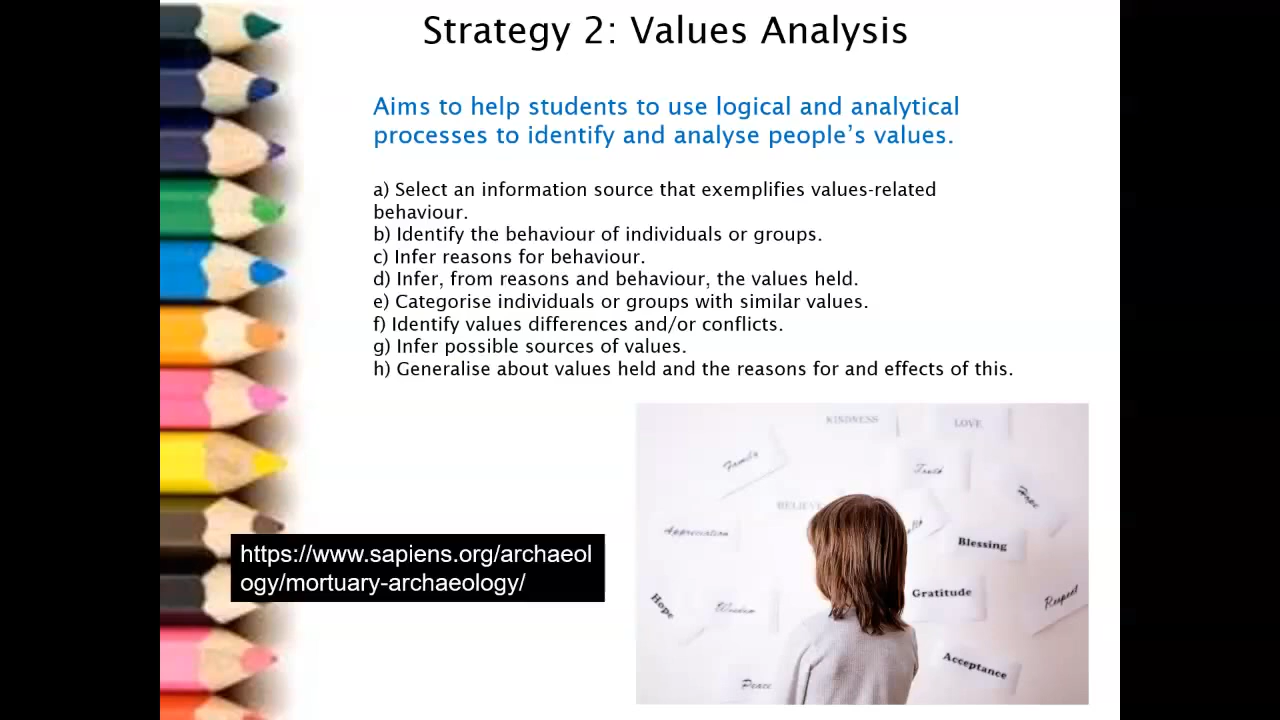 Strategy 2: Values Analysis
Aims to help students to use logical and analytical
processes to identify and analyse people’s values.
a) Select an information source that exemplifies values-related
behaviour.
b) Identify the behaviour of individuals or groups.
c) Infer reasons for behaviour.
d) Infer, from reasons and behaviour, the values held.
e) Categorise individuals or groups with similar values.
f) Identify values differences and/or conflicts.
g) Infer possible sources of values.
h) Generalise about values held and the reasons for and effects of this.
KINDNESS
LOVE
Family
Truth
Hope
BELIEVE
Appreciation
Blessing
https://www.sapiens.org/archaeol
ogy/mortuary-archaeology/
Gratitude
Hope
Wisdom
Respect
Acceptance
Peace